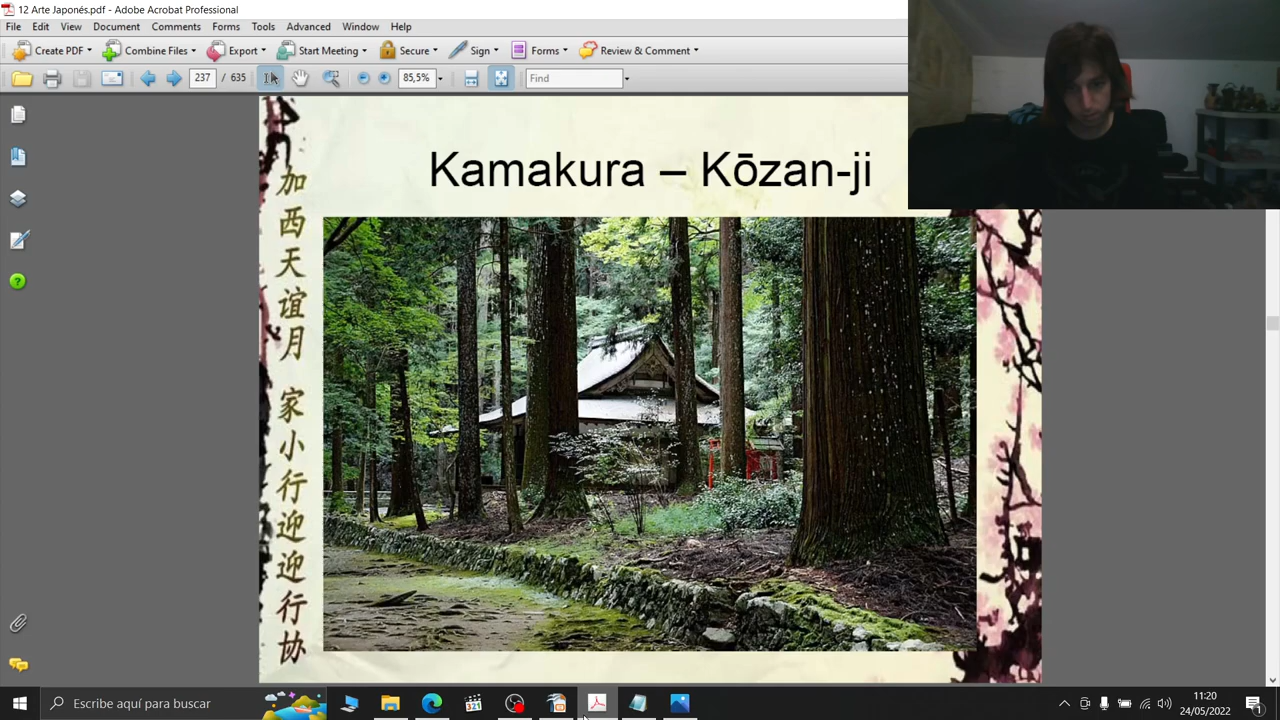 12 Arte Japonés.pdf - Adobe Acrobat Professional
File Edit View Document Comments Forms Tools Advanced Window Help
Create PDF Combine Files Export Start Meeting Secure Sign Forms Review & Comment
237 / 635 85,5% Find
Kamakura – Kōzan-ji
加
西
天
谊
月
家
小
行
迎
迎
行
协
Escribe aquí para buscar
321
11:20
24/05/2022
1